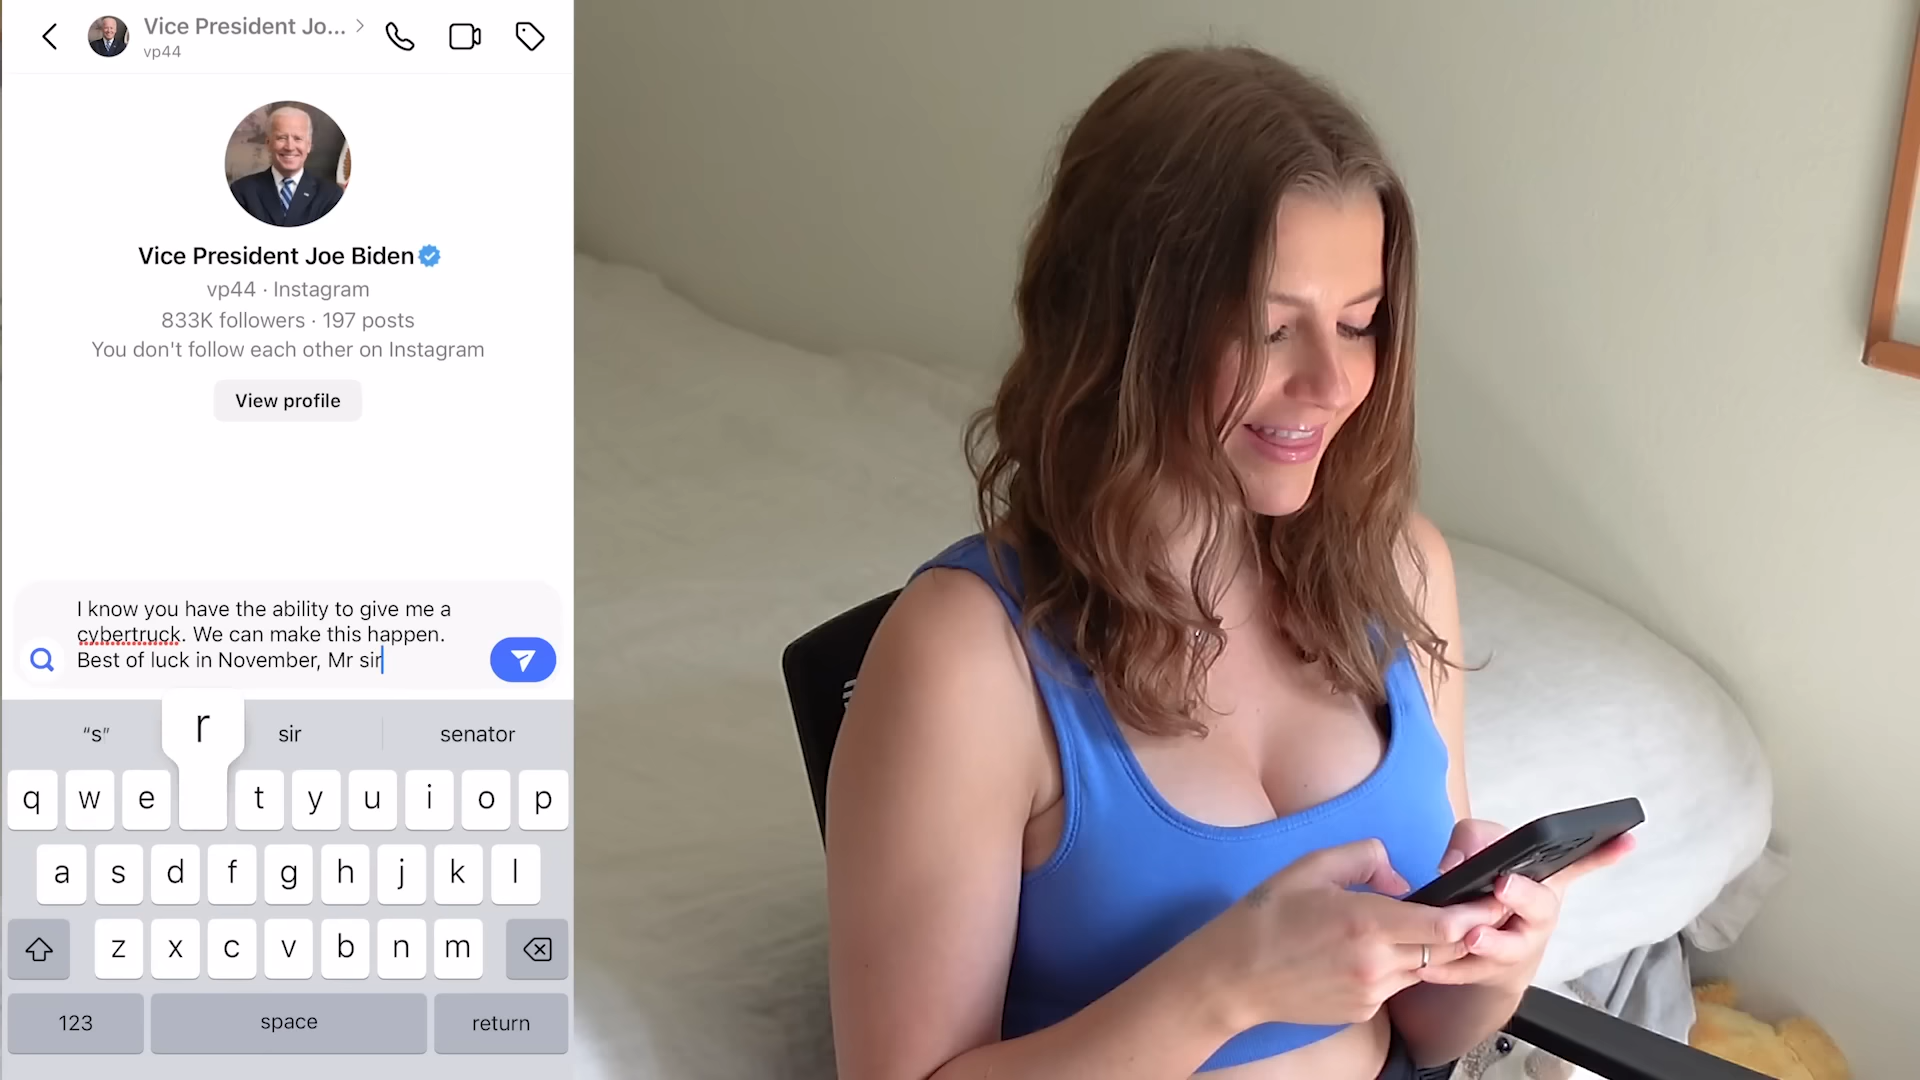 Vice President Jo...
vp44
Vice President Joe Biden
vp44 · Instagram
833K followers · 197 posts
You don't follow each other on Instagram
View profile
I know you have the ability to give me a
cybertruck. We can make this happen.
Best of luck in November, Mr sir
"s" sir senator
r
q w e t y u i o p
a s d f g h j k l
z x c v b n m
123 space return